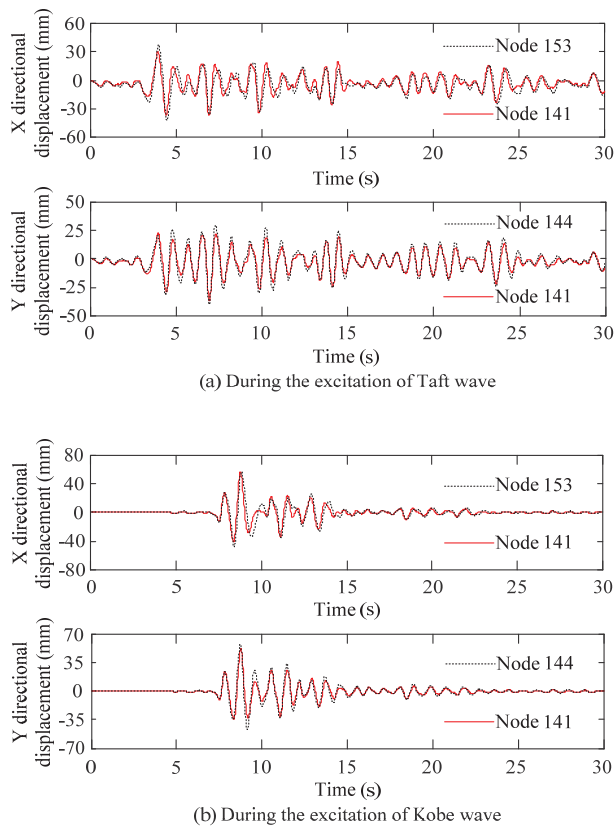 X directional
displacement (mm)
60
30
0
-30
-60
Node 153
Node 141
0 5 10 15 20 25 30
Time (s)
Y directional
displacement (mm)
50
25
0
-25
-50
Node 144
Node 141
0 5 10 15 20 25 30
Time (s)
(a) During the excitation of Taft wave
X directional
displacement (mm)
80
40
0
-40
-80
Node 153
Node 141
0 5 10 15 20 25 30
Time (s)
Y directional
displacement (mm)
70
35
0
-35
-70
Node 144
Node 141
0 5 10 15 20 25 30
Time (s)
(b) During the excitation of Kobe wave